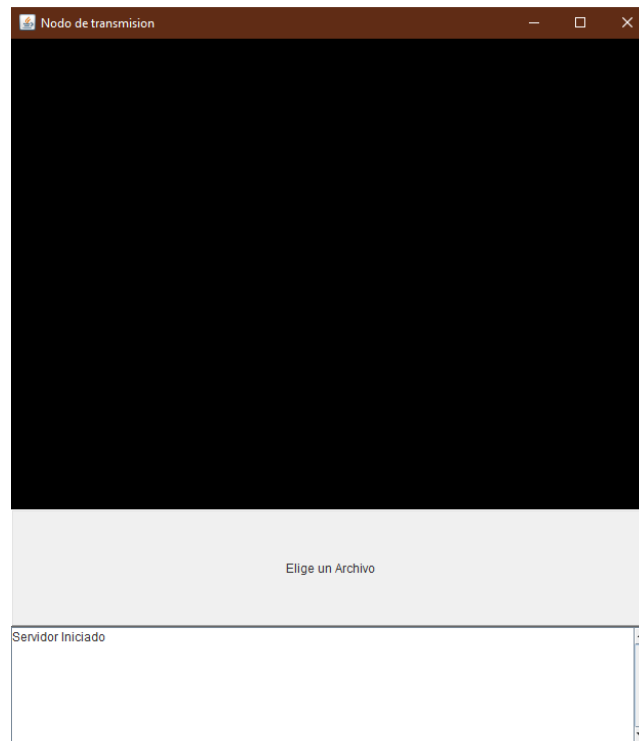 Nodo de transmision
Elige un Archivo
Servidor Iniciado